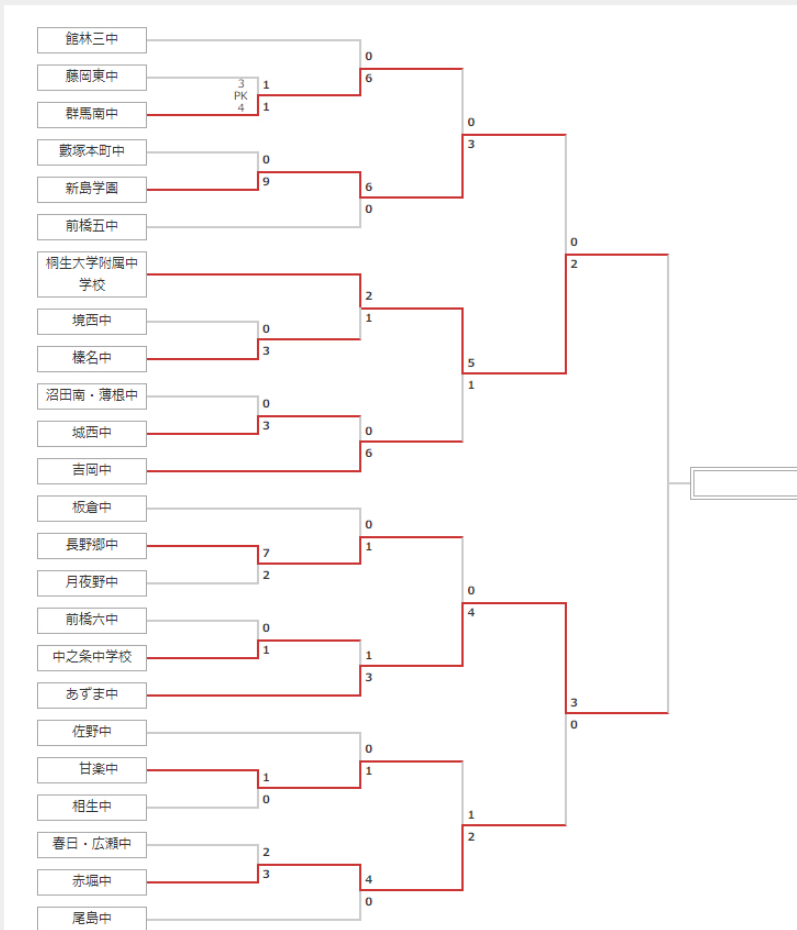 館林三中
0
藤岡東中
6
3
1
PK
4
1
群馬南中
0
3
藪塚本町中
0
9
新島学園
6
0
前橋五中
0
2
桐生大学附属中
学校
2
1
境西中
0
3
榛名中
5
1
沼田南・薄根中
0
3
城西中
0
6
吉岡中
板倉中
0
1
長野郷中
7
2
月夜野中
0
4
前橋六中
0
1
中之条中学校
1
3
あずま中
3
0
佐野中
0
1
甘楽中
1
0
相生中
1
2
春日・広瀬中
2
3
赤堀中
4
0
尾島中